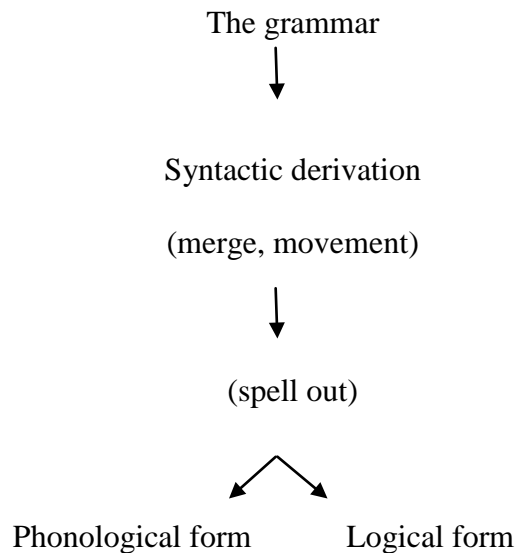 The grammar
Syntactic derivation
(merge, movement)
(spell out)
Phonological form Logical form